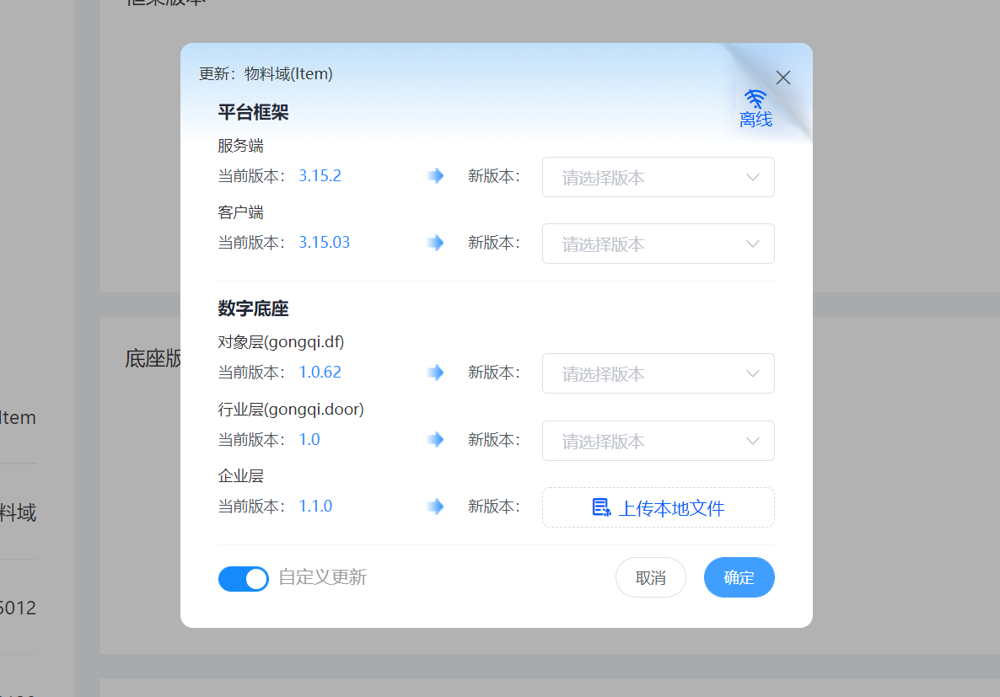 更新：物料域(Item)
离线
平台框架
服务端
当前版本： 3.15.2 新版本： 请选择版本
客户端
当前版本： 3.15.03 新版本： 请选择版本
数字底座
对象层(gongqi.df)
当前版本： 1.0.62 新版本： 请选择版本
行业层(gongqi.door)
当前版本： 1.0 新版本： 请选择版本
企业层
当前版本： 1.1.0 新版本： 上传本地文件
自定义更新 取消 确定
框架版本
底座版
Item
料域
5012